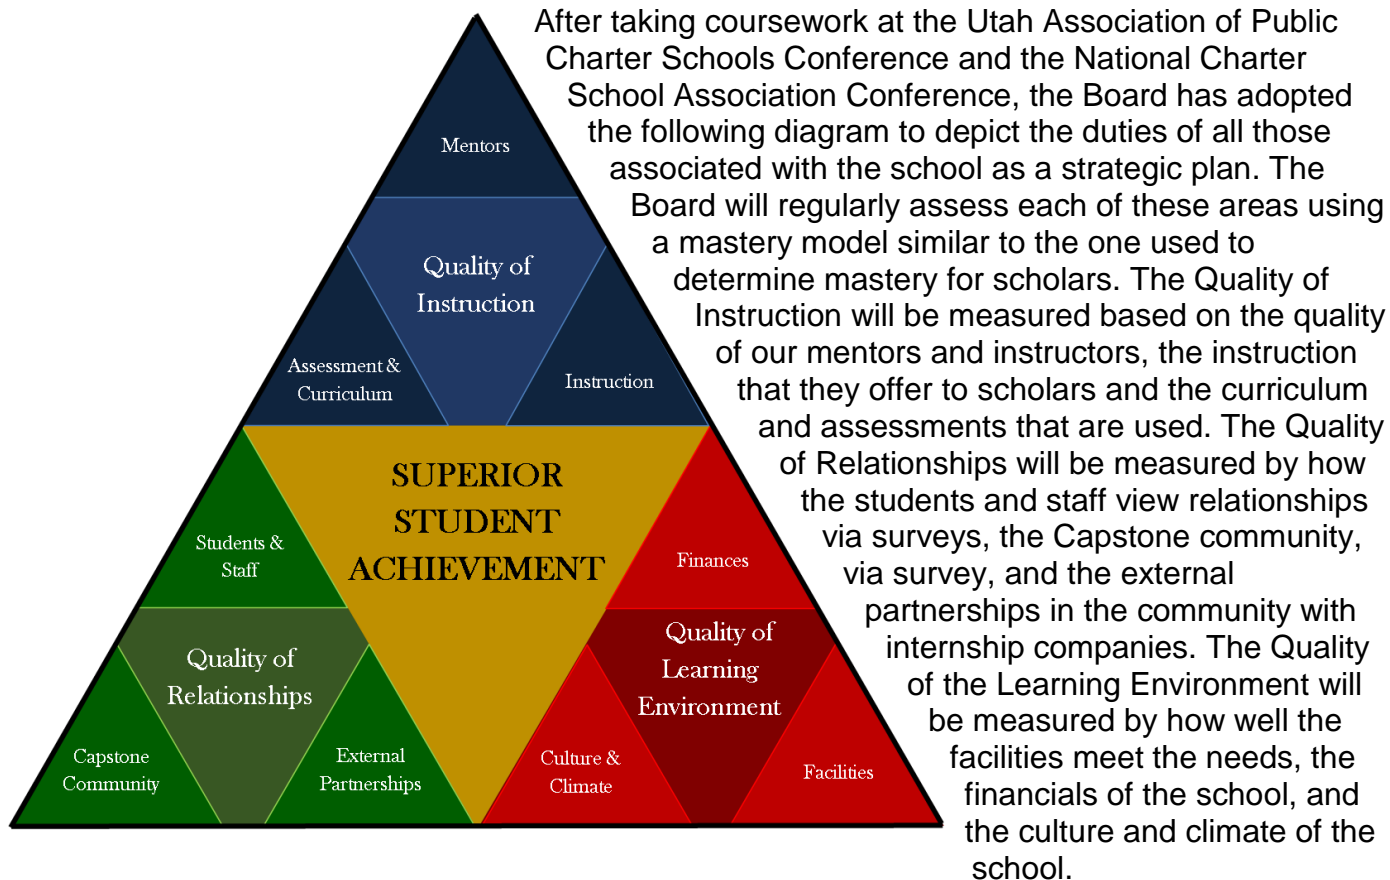 After taking coursework at the Utah Association of Public
Charter Schools Conference and the National Charter
School Association Conference, the Board has adopted
the following diagram to depict the duties of all those
associated with the school as a strategic plan. The
Board will regularly assess each of these areas using
a mastery model similar to the one used to
determine mastery for scholars. The Quality of
Instruction will be measured based on the quality
of our mentors and instructors, the instruction
that they offer to scholars and the curriculum
and assessments that are used. The Quality
of Relationships will be measured by how
the students and staff view relationships
via surveys, the Capstone community,
via survey, and the external
partnerships in the community with
internship companies. The Quality
of the Learning Environment will
be measured by how well the
facilities meet the needs, the
financials of the school, and
the culture and climate of the
school.
Mentors
Quality of
Instruction
Assessment &
Curriculum
Instruction
SUPERIOR
STUDENT
ACHIEVEMENT
Students &
Staff
Quality of
Relationships
Capstone
Community
External
Partnerships
Finances
Quality of
Learning
Environment
Culture &
Climate
Facilities